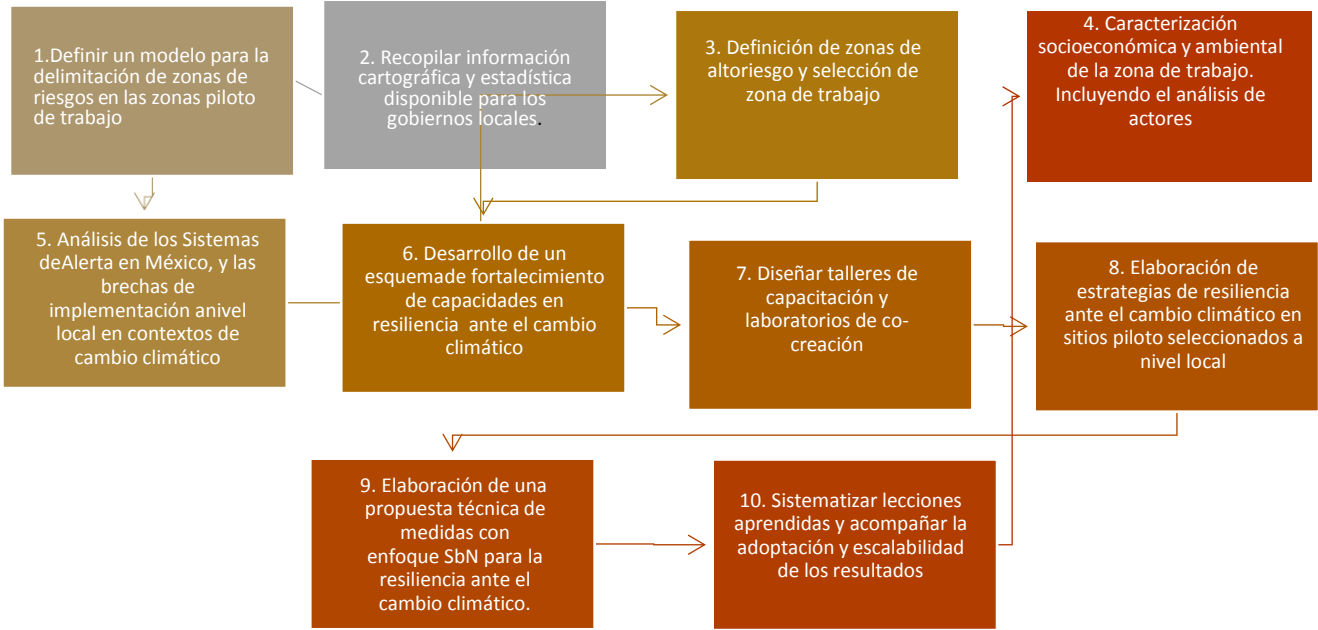 1.Definir un modelo para la
delimitación de zonas de
riesgos en las zonas piloto
de trabajo
2. Recopilar información
cartográfica y estadística
disponible para los
gobiernos locales.
3. Definición de zonas de
altoriesgo y selección de
zona de trabajo
4. Caracterización
socioeconómica y ambiental
de la zona de trabajo.
Incluyendo el análisis de
actores
5. Análisis de los Sistemas
deAlerta en México, y las
brechas de
implementación anivel
local en contextos de
cambio climático
6. Desarrollo de un
esquemade fortalecimiento
de capacidades en
resiliencia ante el cambio
climático
7. Diseñar talleres de
capacitación y
laboratorios de co-
creación
8. Elaboración de
estrategias de resiliencia
ante el cambio climático en
sitios piloto seleccionados a
nivel local
9. Elaboración de una
propuesta técnica de
medidas con
enfoque SbN para la
resiliencia ante el
cambio climático.
10. Sistematizar lecciones
aprendidas y acompañar la
adopción y escalabilidad
de los resultados